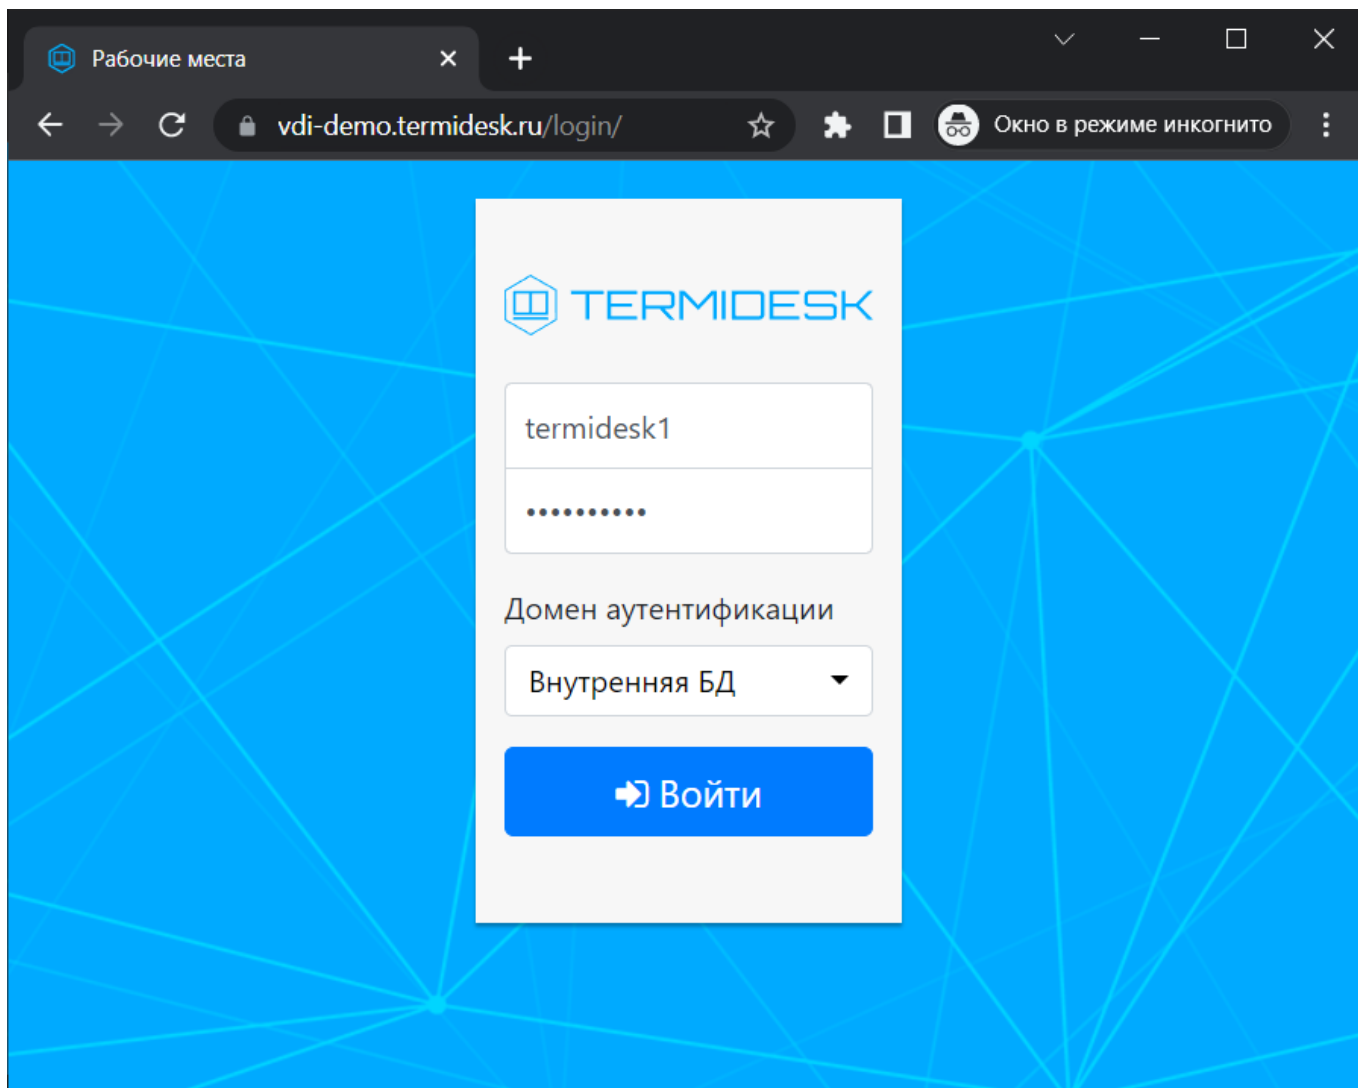 Рабочие места
vdi-demo.termidesk.ru/login/
Окно в режиме инкогнито
TERMIDESK
termidesk1
••••••••••
Домен аутентификации
Внутренняя БД
Войти